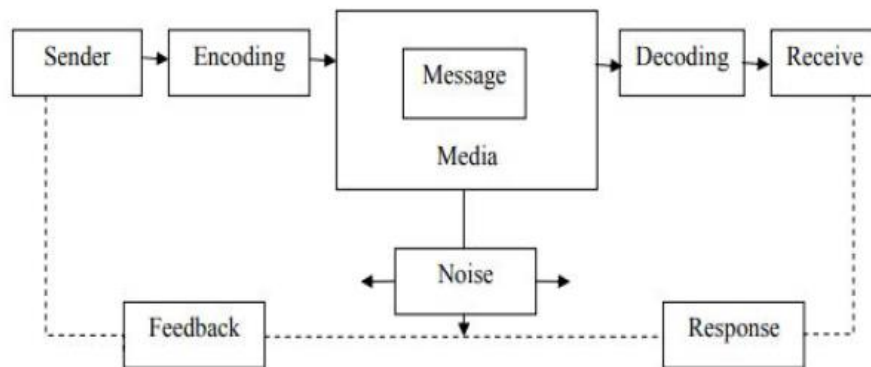 Sender
Encoding
Message
Media
Decoding
Receive
Noise
Feedback
Response